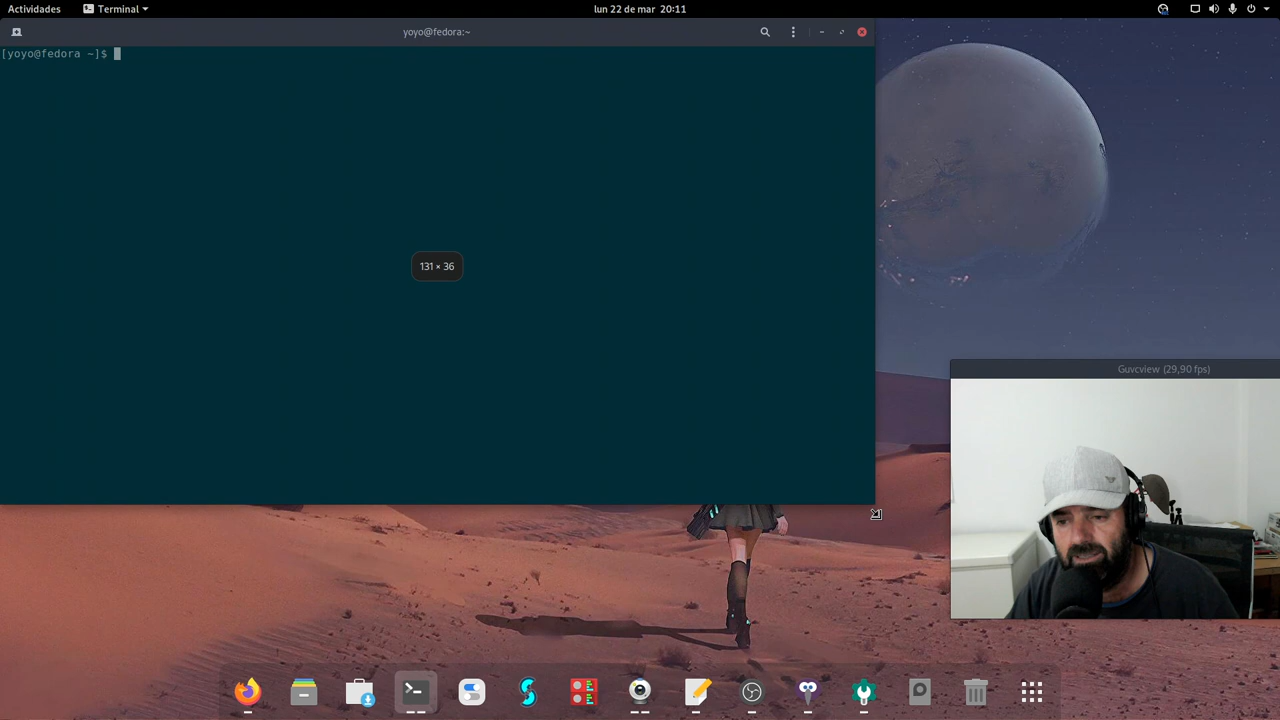 Actividades
Terminal
lun 22 de mar 20:11
yoyo@fedora:~
[yoyo@fedora ~]$
131 × 36
Guvcview (29,90 fps)